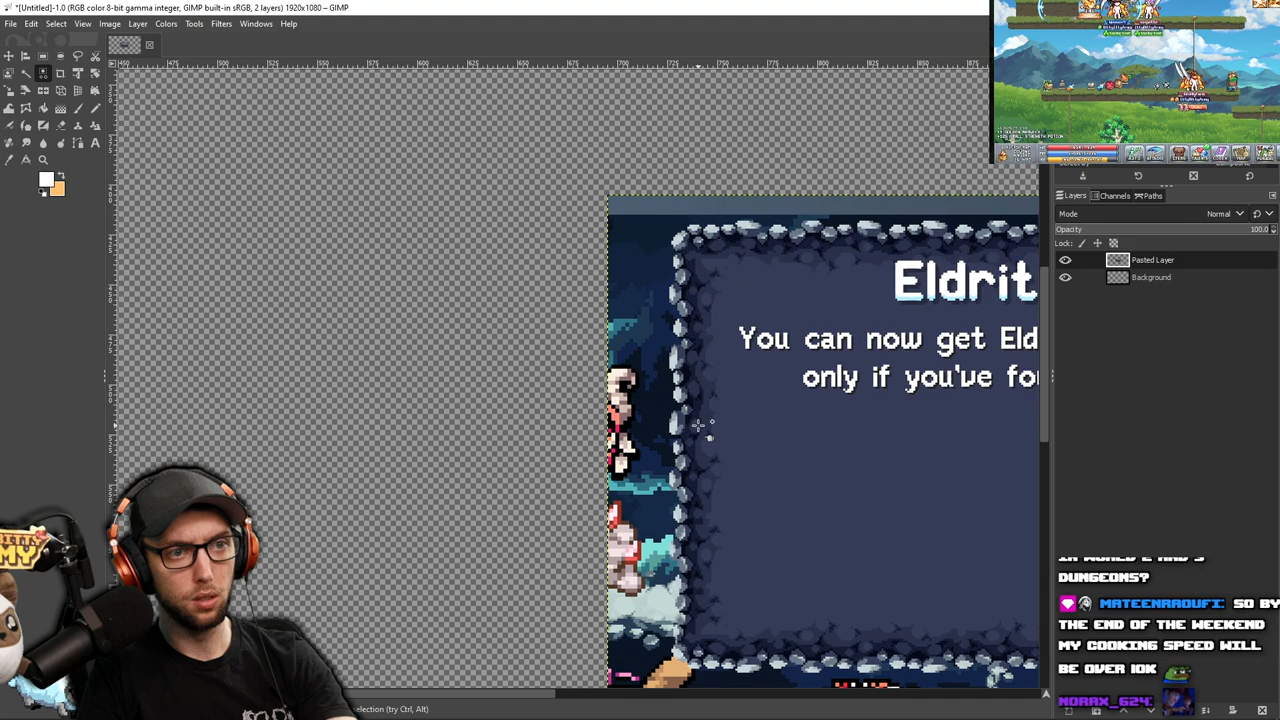 *[Untitled]-1.0 (RGB color 8-bit gamma integer, GIMP built-in sRGB, 2 layers) 1920x1080 – GIMP
File Edit Select View Image Layer Colors Tools Filters Windows Help
Layers Channels Paths
Mode Normal
Opacity 100.0
Lock:
Pasted Layer
Background
Eldrit
You can now get Eld
only if you've fo
DUNGEONS?
MATEENRAOUFI: SO BY
THE END OF THE WEEKEND
MY COOKING SPEED WILL
BE OVER 10K
NORAX_624:
selection (try Ctrl, Alt)